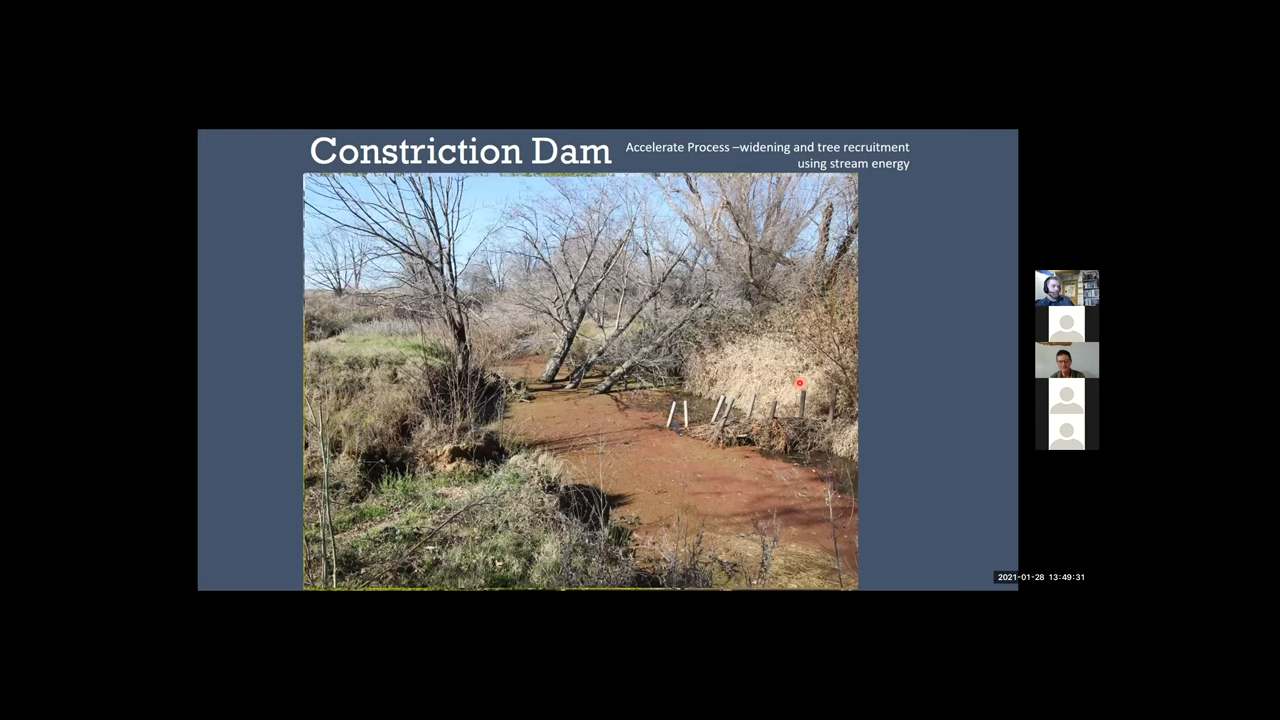 Constriction Dam
Accelerate Process –widening and tree recruitment
using stream energy
2021-01-28 13:49:31